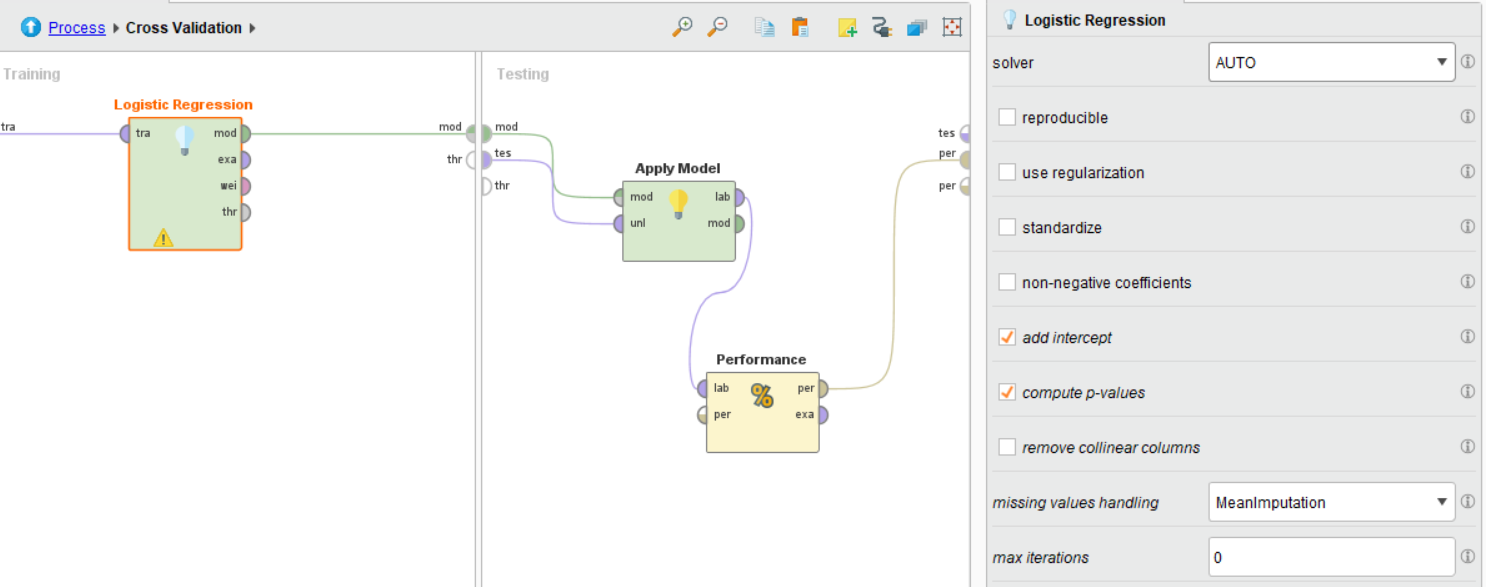 Process Cross Validation
Training
Logistic Regression
tra
tra
mod
exa
wei
thr
mod
thr
Testing
mod
tes
thr
Apply Model
mod
lab
unl
mod
Performance
lab
per
%
per
exa
tes
per
per
Logistic Regression
solver AUTO
reproducible
use regularization
standardize
non-negative coefficients
add intercept
compute p-values
remove collinear columns
missing values handling MeanImputation
max iterations 0